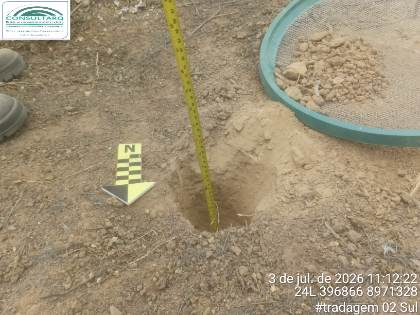 CONSULTARQ
N
3 de jul. de 2026 11:12:22
24L 396866 8971328
#tradagem 02 Sul